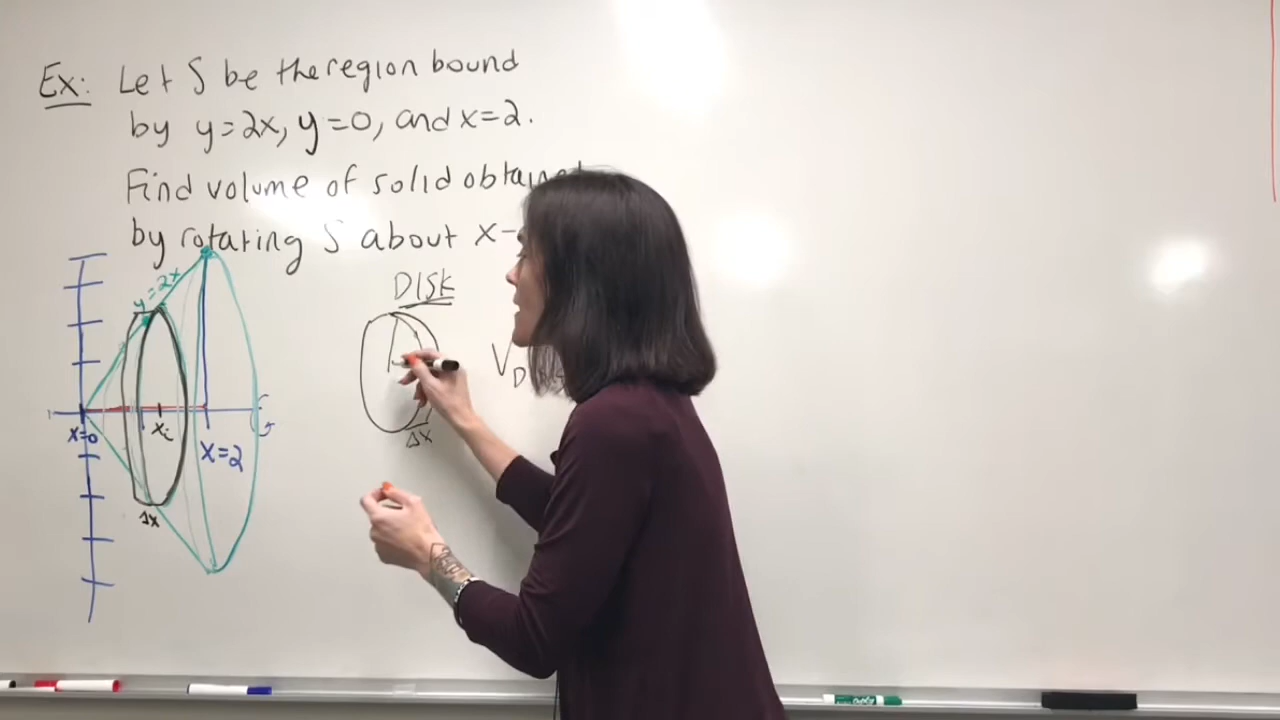 Ex: Let S be the region bound
by y=2x, y=0, and x=2.
Find volume of solid obtained
by rotating S about x-
y=2x
DISK
V
x=0
xi
x=2
Δx
Δx